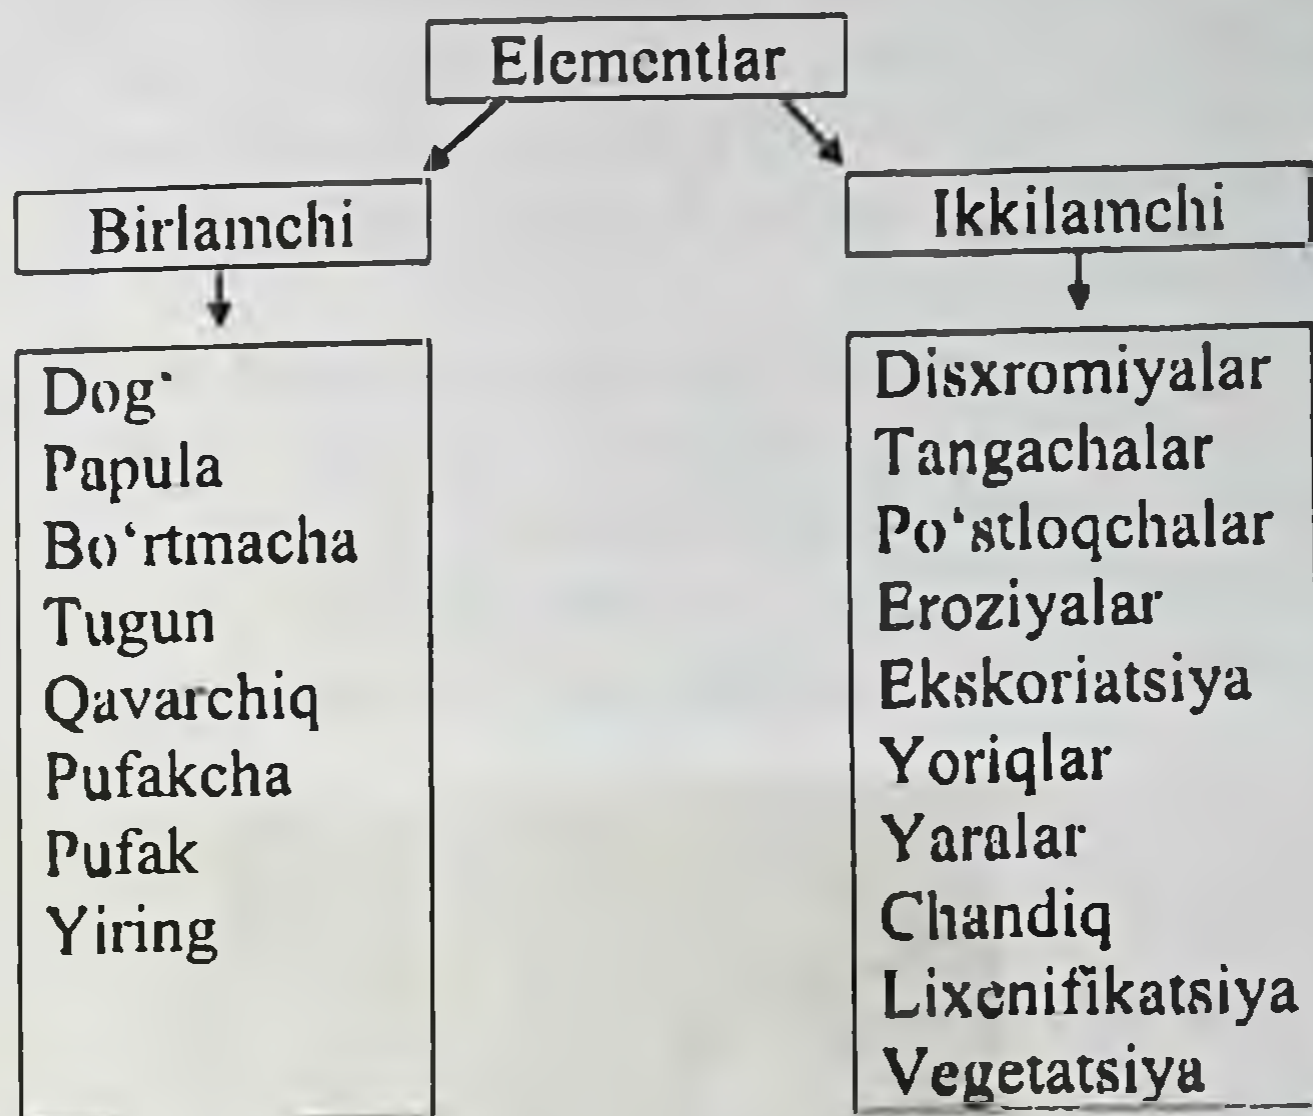 Elementlar
Birlamchi
Ikkilamchi
Dog‘
Papula
Bo‘rtmacha
Tugun
Qavarchiq
Pufakcha
Pufak
Yiring
Disxromiyalar
Tangachalar
Po‘stloqchalar
Eroziyalar
Ekskoriatsiya
Yoriqlar
Yaralar
Chandiq
Lixenifikatsiya
Vegetatsiya